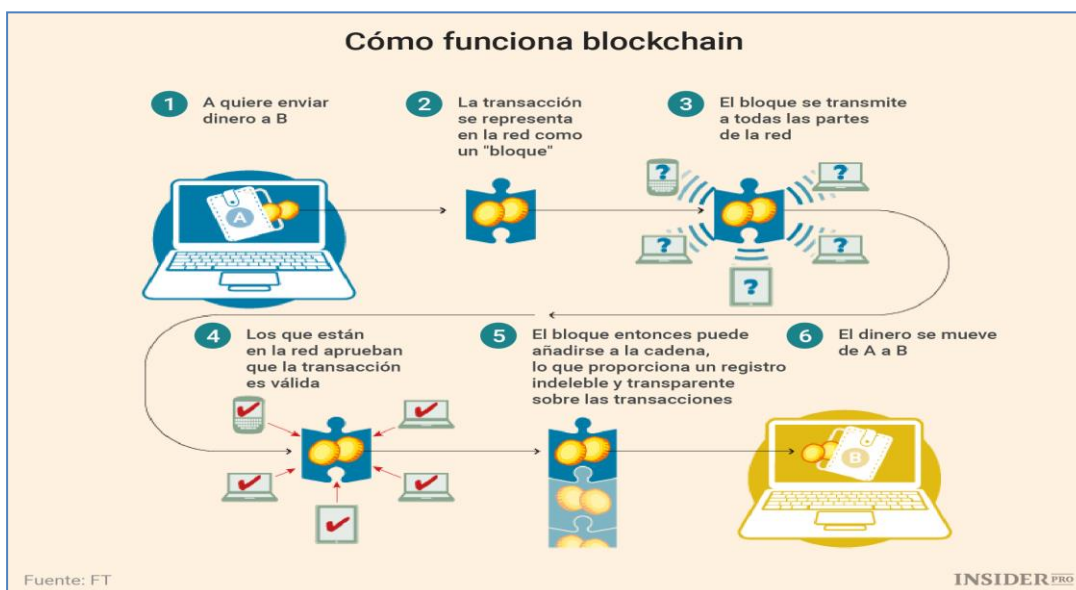 Cómo funciona blockchain
1
A quiere enviar
dinero a B
2
La transacción
se representa
en la red como
un "bloque"
3
El bloque se transmite
a todas las partes
de la red
A
?
?
?
?
?
4
Los que están
en la red aprueban
que la transacción
es válida
5
El bloque entonces puede
añadirse a la cadena,
lo que proporciona un registro
indeleble y transparente
sobre las transacciones
6
El dinero se mueve
de A a B
B
Fuente: FT
INSIDER PRO